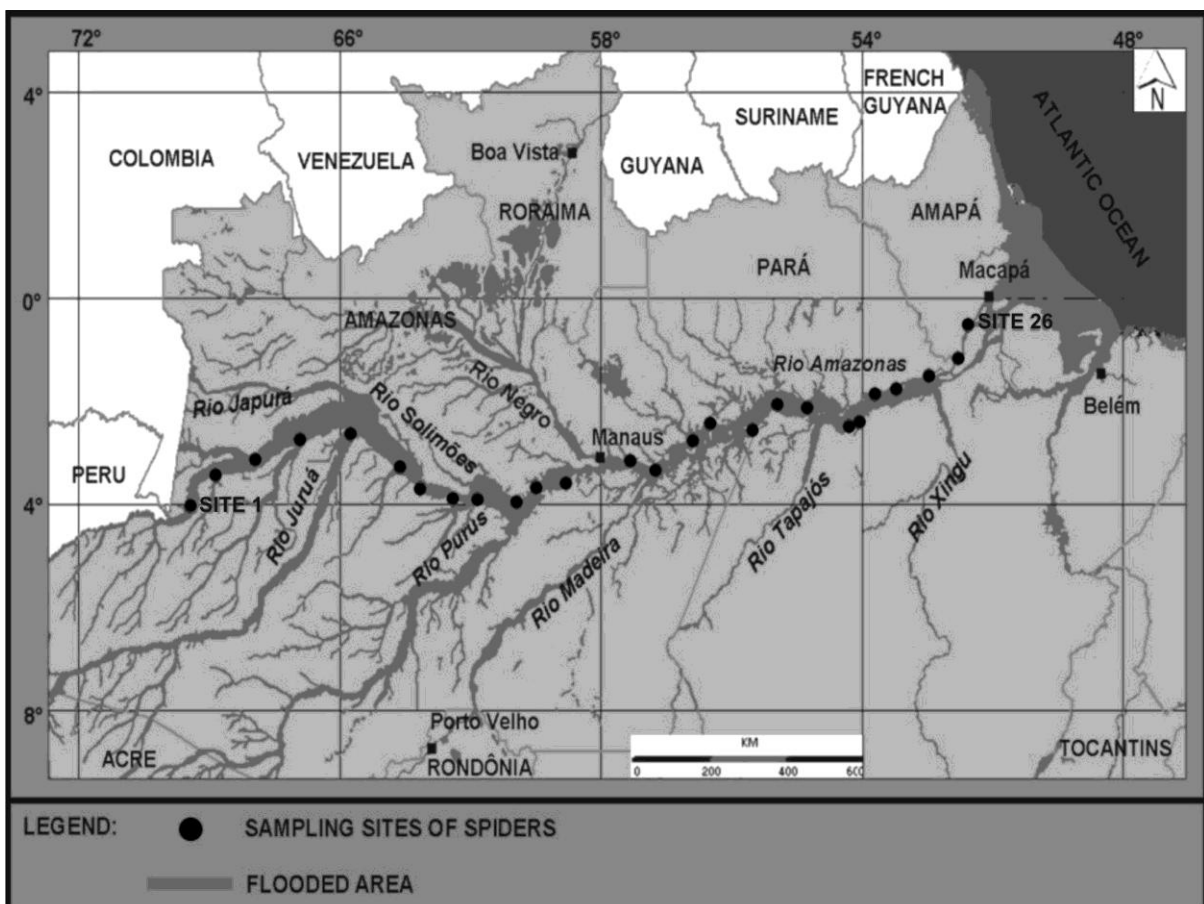 72° 66° 58° 54° 48°
4°
FRENCH
GUYANA
N
SURINAME
ATLANTIC OCEAN
COLOMBIA
VENEZUELA
Boa Vista
GUYANA
RORAIMA
AMAPÁ
PARÁ
Macapá
0°
AMAZONAS
SITE 26
Rio Amazonas
Rio Negro
Rio Japurá
Rio Solimões
Belém
Manaus
PERU
4°
SITE 1
Rio Juruá
Rio Purus
Rio Madeira
Rio Tapajós
Rio Xingu
8°
Porto Velho
ACRE
RONDÔNIA
KM
0 200 400 600
TOCANTINS
LEGEND:
SAMPLING SITES OF SPIDERS
FLOODED AREA